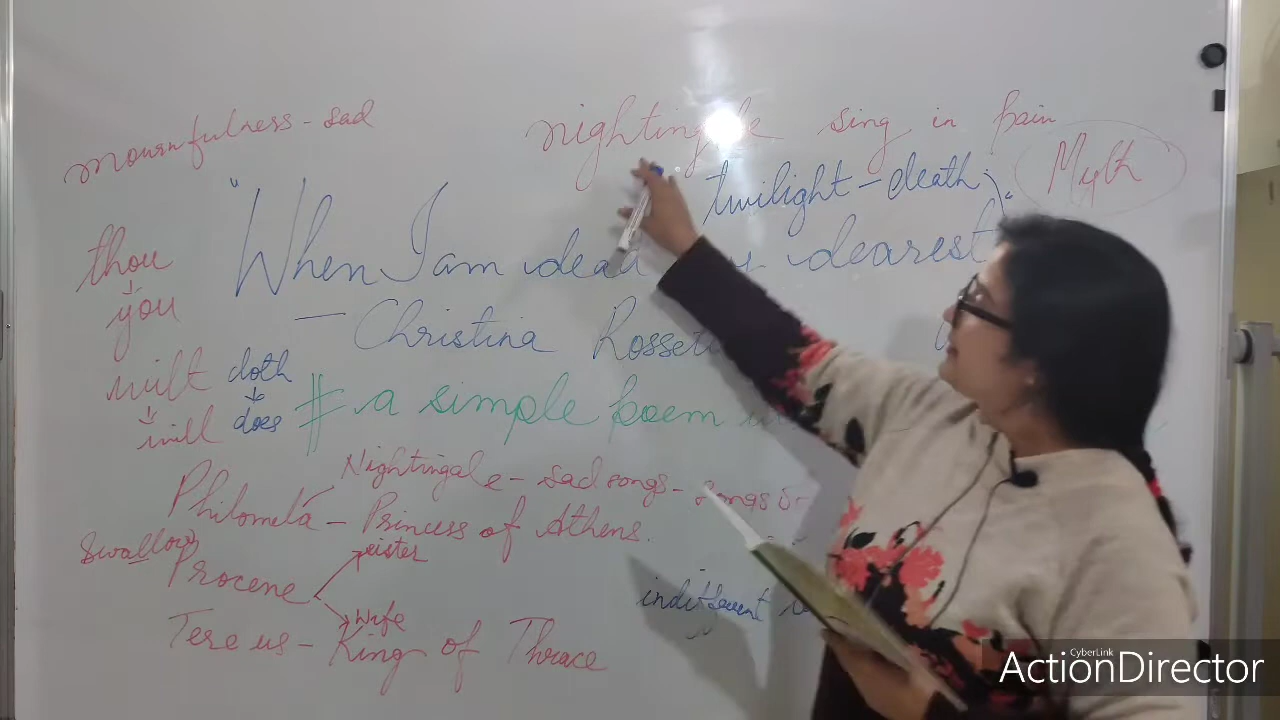 mournfulness - sad
nightingale sing in pain
Myth
twilight - death
"When I am dead my dearest"
- Christina Rossetti
thou
you
wilt
will
doth
does
# a simple poem
Nightingale - sad songs - songs
Philomela - Princess of Athens.
Swallow
Procene
sister
Wife
Tereus - King of Thrace
indifferent
CyberLink
ActionDirector